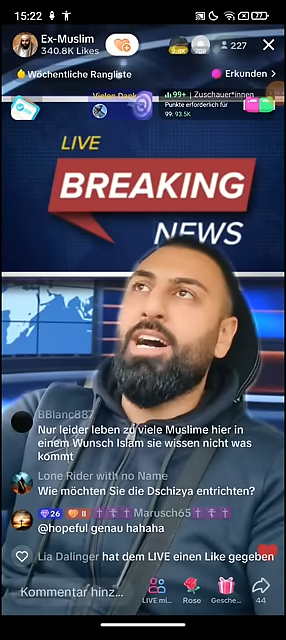 15:22
77
Ex-Muslim
340.8K Likes
227
Wöchentliche Rangliste
Erkunden >
Vielen Dank
99+ | Zuschauer*innen
Punkte erforderlich für
99: 93.5K
LIVE
BREAKING
NEWS
BBlanc887
Nur leider leben zu viele Muslime hier in
einem Wunsch Islam sie wissen nicht was
kommt
Lone Rider with no Name
Wie möchten Sie die Dschizya entrichten?
26 II ✝✝✝Marusch65✝✝✝
@hopeful genau hahaha
Lia Dalinger hat dem LIVE einen Like gegeben
Kommentar hinz...
LIVE mi...
Rose
Gesche...
44